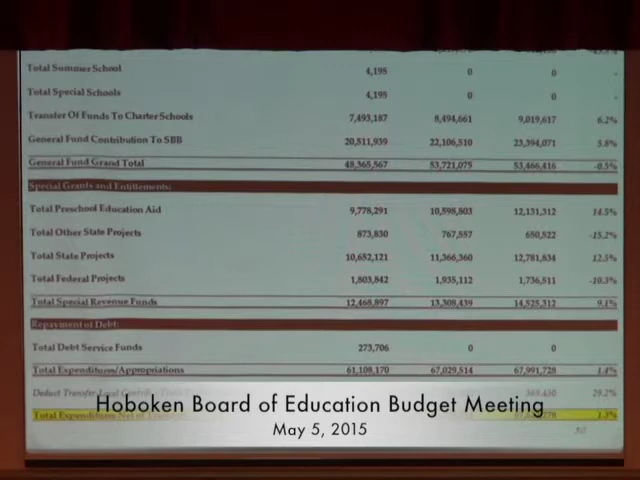 Total Summer School 4,195 0 0 -
Total Special Schools 4,195 0 0 -
Transfer Of Funds To Charter Schools 7,493,187 8,494,661 9,019,617 6.2%
General Fund Contribution To SBB 20,511,939 22,106,510 23,394,071 5.8%
General Fund Grand Total 48,365,567 53,721,075 53,466,416 -0.5%
Special Grants and Entitlements:
Total Preschool Education Aid 9,778,291 10,598,803 12,131,312 14.5%
Total Other State Projects 873,830 767,557 650,522 -15.2%
Total State Projects 10,652,121 11,366,360 12,781,834 12.5%
Total Federal Projects 1,803,842 1,935,112 1,736,511 -10.3%
Total Special Revenue Funds 12,468,897 13,308,439 14,525,312 9.1%
Repayment of Debt:
Total Debt Service Funds 273,706 0 0
Total Expenditure/Appropriations 61,108,170 67,029,514 67,991,728 1.4%
Deduct Transfer Local 29.2%
Total Expenditure Net of 1.3%
Hoboken Board of Education Budget Meeting
May 5, 2015